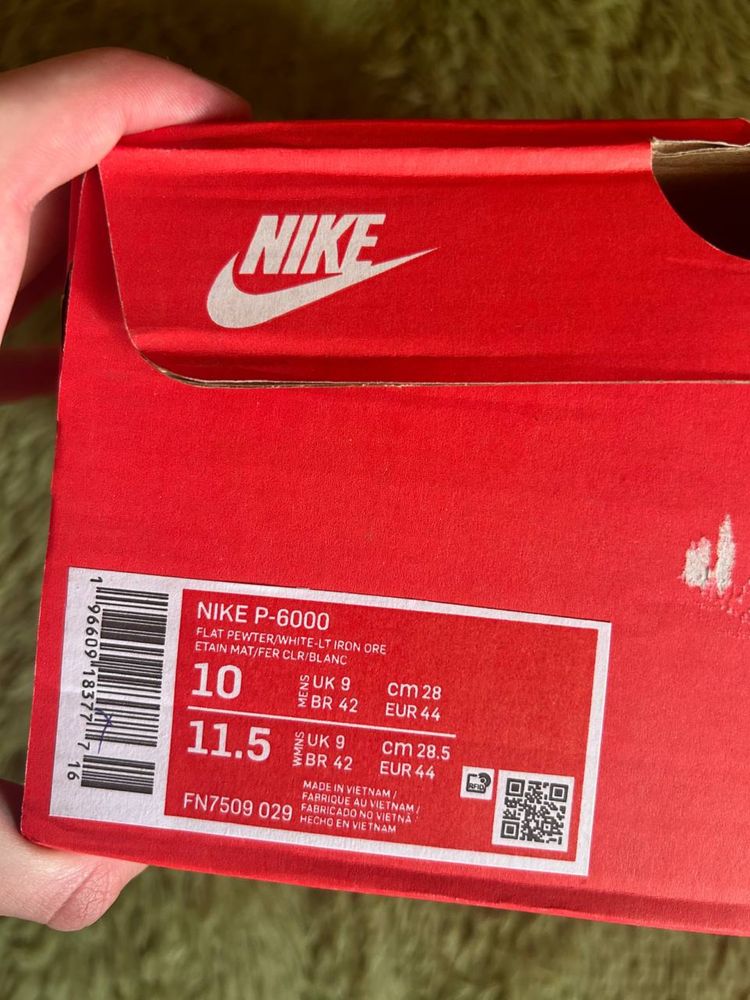 NIKE
NIKE P-6000
FLAT PEWTER/WHITE-LT IRON ORE
ETAIN MAT/FER CLR/BLANC
10 MENS UK 9 cm 28
BR 42 EUR 44
11.5 WMNS UK 9 cm 28.5
BR 42 EUR 44
FN7509 029
MADE IN VIETNAM /
FABRIQUE AU VIETNAM /
FABRICADO NO VIETNÃ /
HECHO EN VIETNAM
RFID
1 96609 18377 7 16